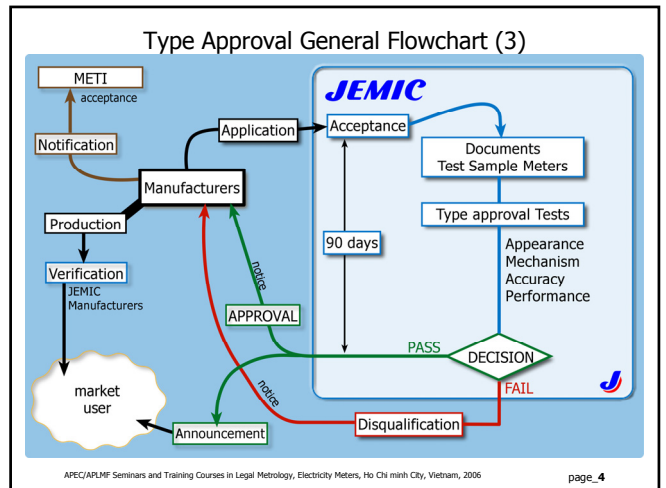 Type Approval General Flowchart (3)
METI
acceptance
Notification
Manufacturers
Application
JEMIC
Acceptance
Documents
Test Sample Meters
Type approval Tests
Appearance
Mechanism
Accuracy
Performance
90 days
Production
Verification
JEMIC
Manufacturers
notice
APPROVAL
PASS
DECISION
FAIL
J
market
user
notice
Announcement
Disqualification
APEC/APLMF Seminars and Training Courses in Legal Metrology, Electricity Meters, Ho Chi minh City, Vietnam, 2006
page_4